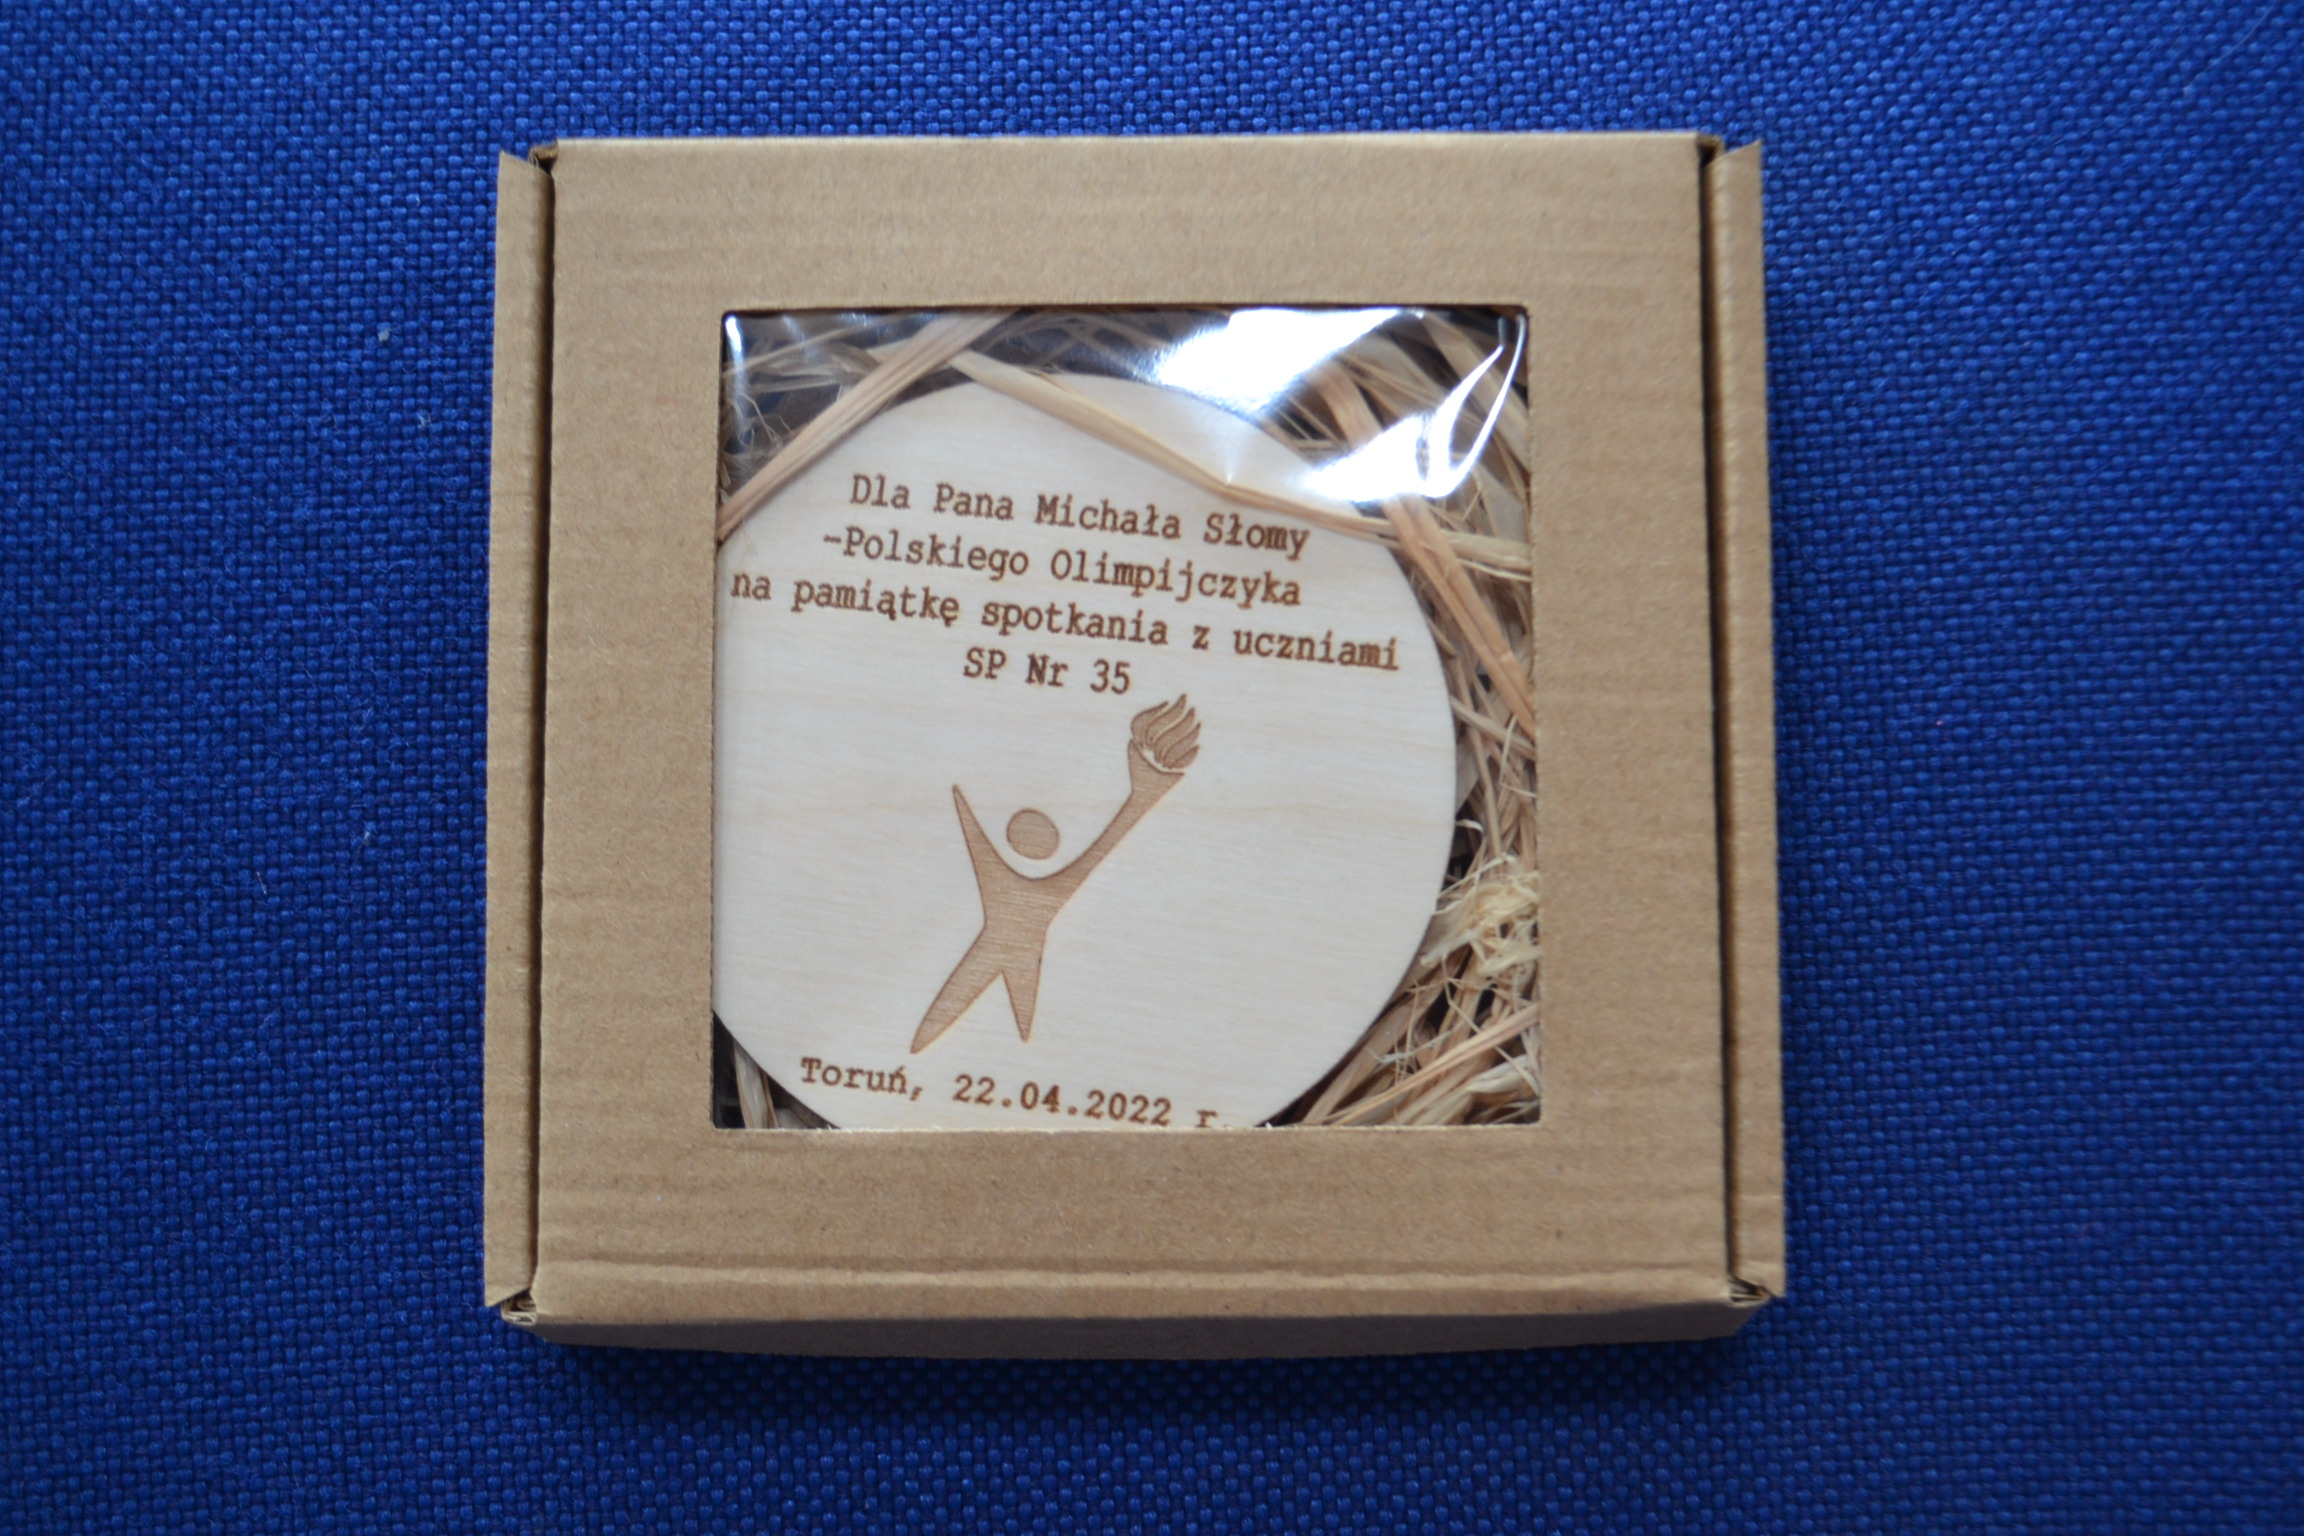 Dla Pana Michała Słomy
-Polskiego Olimpijczyka
na pamiątkę spotkania z uczniami
SP Nr 35
Toruń, 22.04.2022 r.